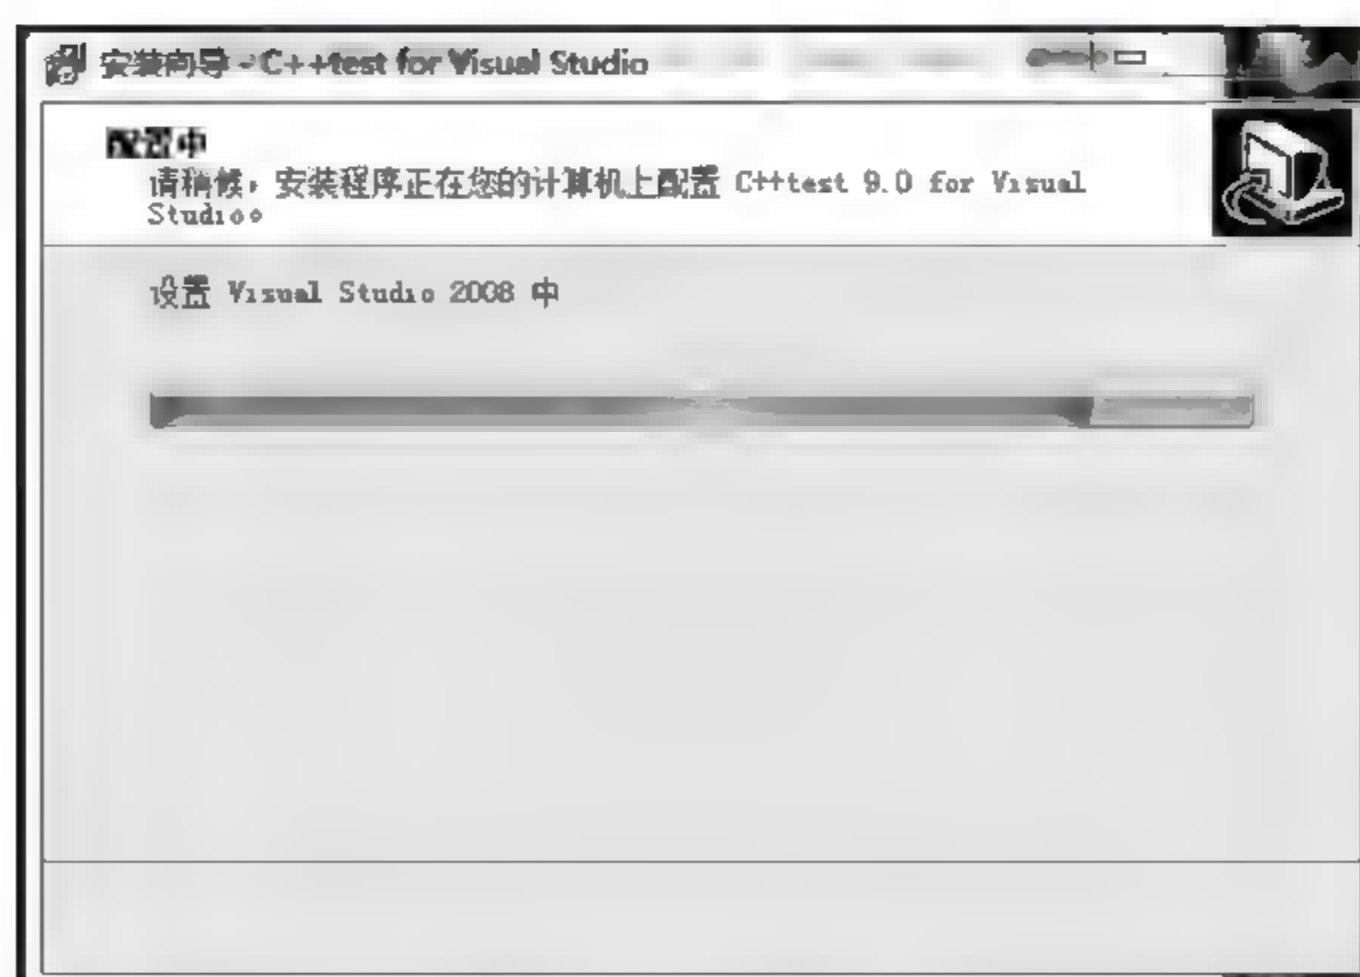 安装向导 - C++test for Visual Studio
配置中
请稍候，安装程序正在您的计算机上配置 C++test 9.0 for Visual
Studio。
设置 Visual Studio 2008 中